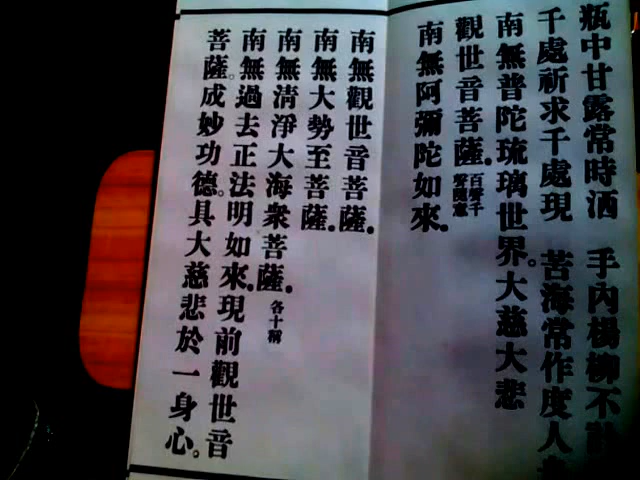 瓶中甘露常時洒 手內楊柳不
千處祈求千處現 苦海常作度人
南無普陀琉璃世界。大慈大悲
觀世音菩薩。
南無阿彌陀如來。
南無觀世音菩薩。
南無大勢至菩薩。
南無清淨大海衆菩薩。各十稱
南無過去正法明如來。現前觀世音
菩薩。成妙功德。具大慈悲於一身心。